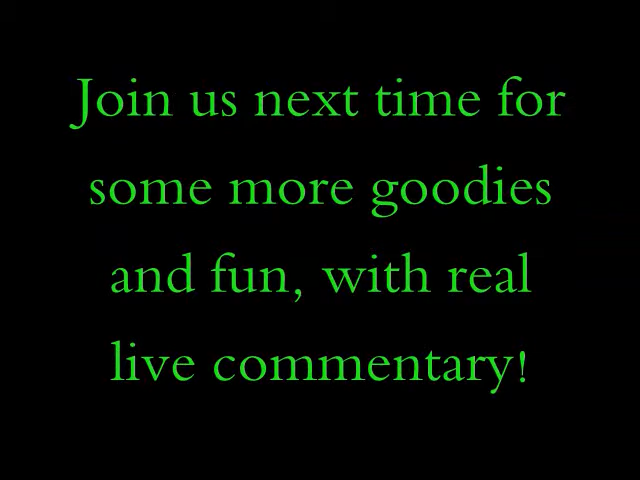 Join us next time for
some more goodies
and fun, with real
live commentary!